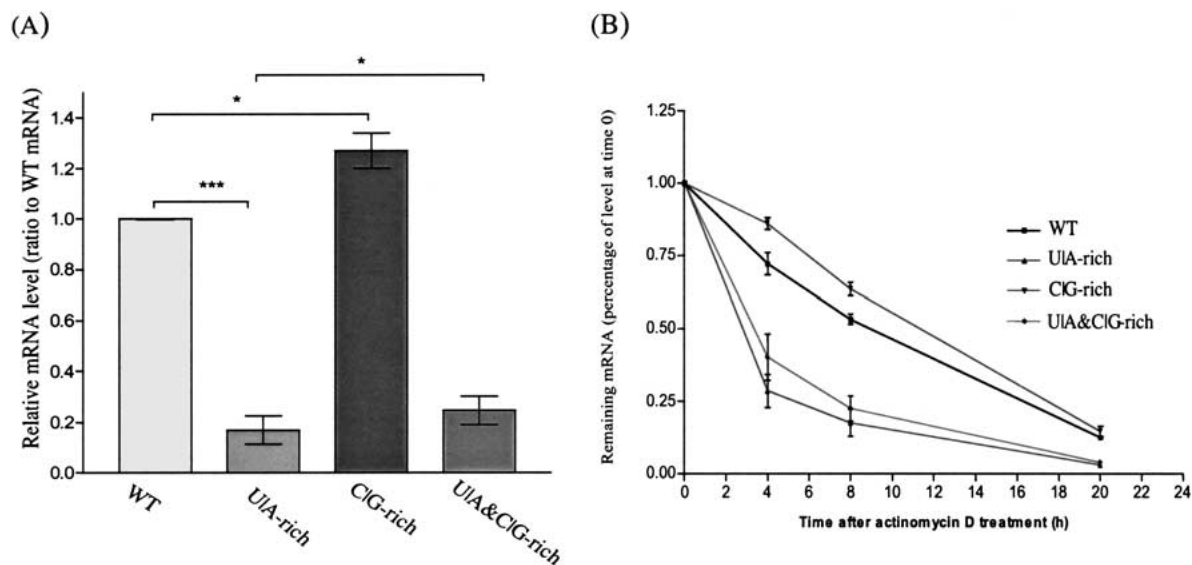 (A)
Relative mRNA level (ratio to WT mRNA)
1.4
1.2
1.0
0.8
0.6
0.4
0.2
0.0
*
*
***
WT
U|A-rich
C|G-rich
U|A&C|G-rich
(B)
Remaining mRNA (percentage of level at time 0)
1.25
1.00
0.75
0.50
0.25
0.00
0 2 4 6 8 10 12 14 16 18 20 22 24
Time after actinomycin D treatment (h)
WT
U|A-rich
C|G-rich
U|A&C|G-rich